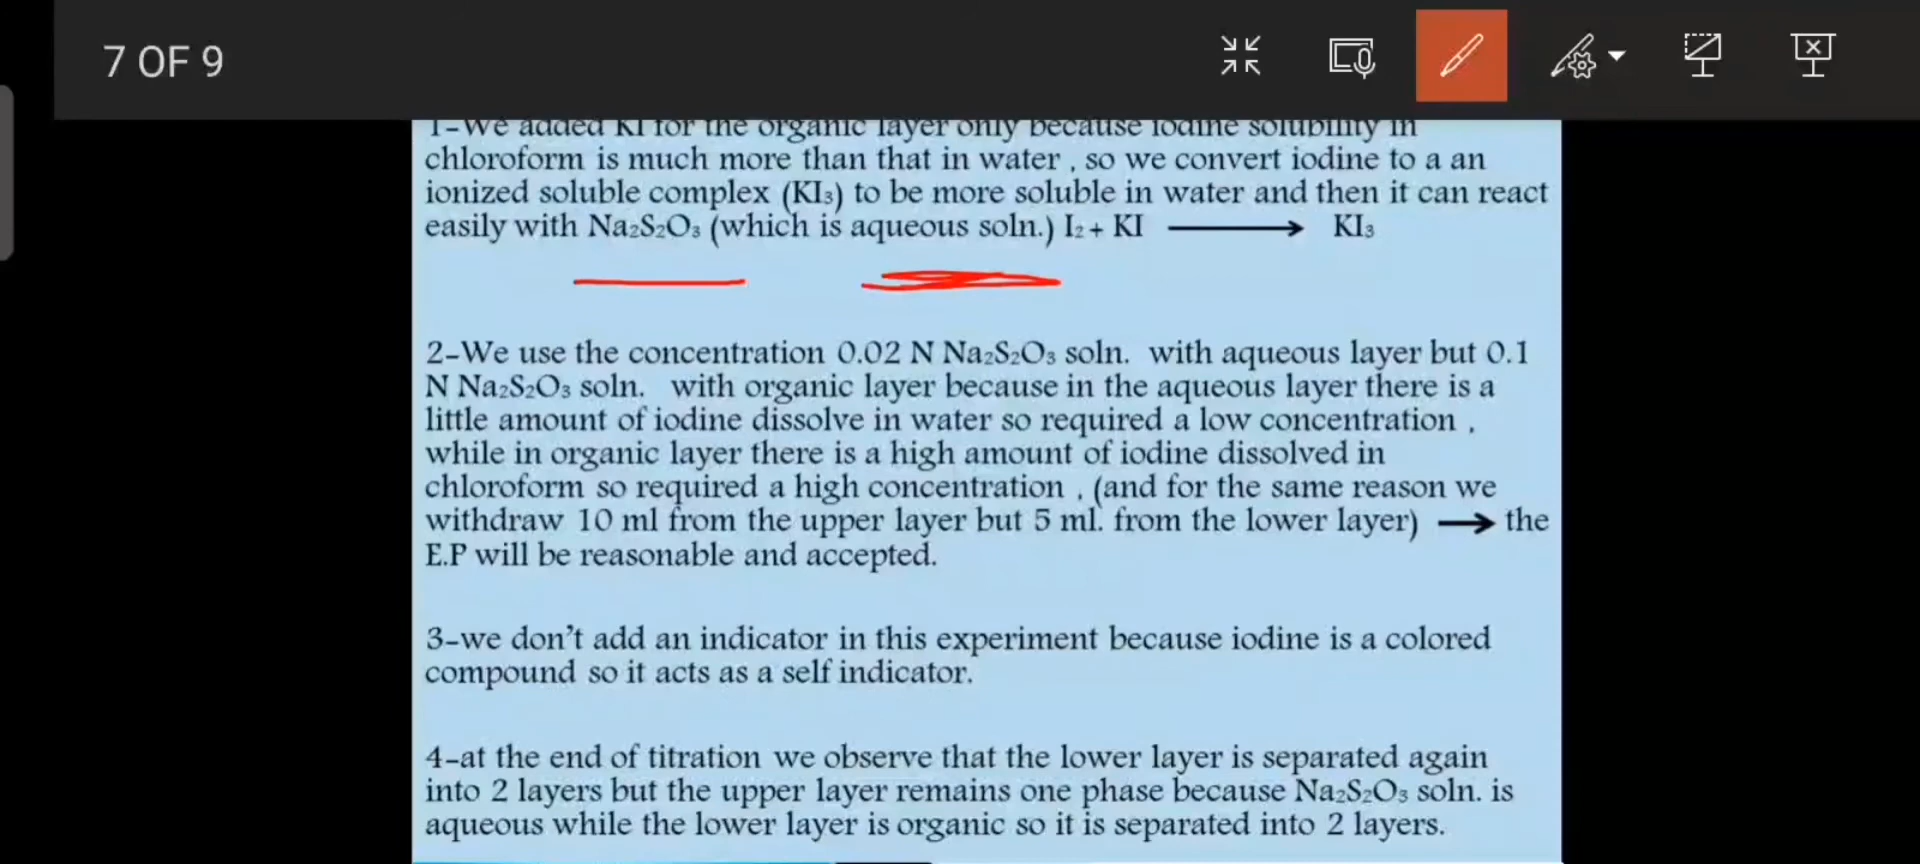 7 OF 9
1-We added KI for the organic layer only because iodine solubility in
chloroform is much more than that in water , so we convert iodine to a an
ionized soluble complex (KI₃) to be more soluble in water and then it can react
easily with Na₂S₂O₃ (which is aqueous soln.) I₂ + KI ⟶ KI₃
2-We use the concentration 0.02 N Na₂S₂O₃ soln. with aqueous layer but 0.1
N Na₂S₂O₃ soln. with organic layer because in the aqueous layer there is a
little amount of iodine dissolve in water so required a low concentration ,
while in organic layer there is a high amount of iodine dissolved in
chloroform so required a high concentration , (and for the same reason we
withdraw 10 ml from the upper layer but 5 ml. from the lower layer) → the
E.P will be reasonable and accepted.
3-we don’t add an indicator in this experiment because iodine is a colored
compound so it acts as a self indicator.
4-at the end of titration we observe that the lower layer is separated again
into 2 layers but the upper layer remains one phase because Na₂S₂O₃ soln. is
aqueous while the lower layer is organic so it is separated into 2 layers.